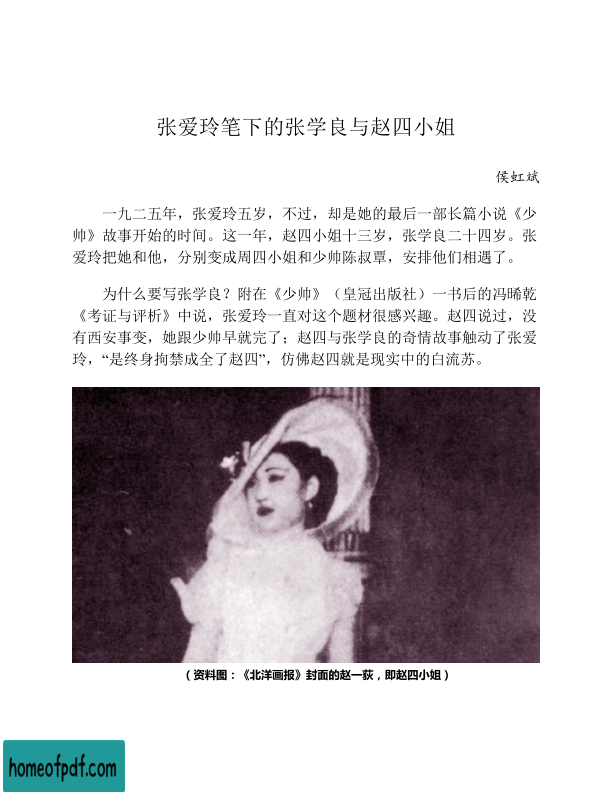 张爱玲笔下的张学良与赵四小姐
侯虹斌
一九二五年，张爱玲五岁，不过，却是她的最后一部长篇小说《少
帅》故事开始的时间。这一年，赵四小姐十三岁，张学良二十四岁。张
爱玲把她和他，分别变成周四小姐和少帅陈叔覃，安排他们相遇了。
为什么要写张学良？附在《少帅》（皇冠出版社）一书后的冯晞乾
《考证与评析》中说，张爱玲一直对这个题材很感兴趣。赵四说过，没
有西安事变，她跟少帅早就完了；赵四与张学良的奇情故事触动了张爱
玲，“是终身拘禁成全了赵四”，仿佛赵四就是现实中的白流苏。
（资料图：《北洋画报》封面的赵一荻，即赵四小姐）
homeofpdf.com